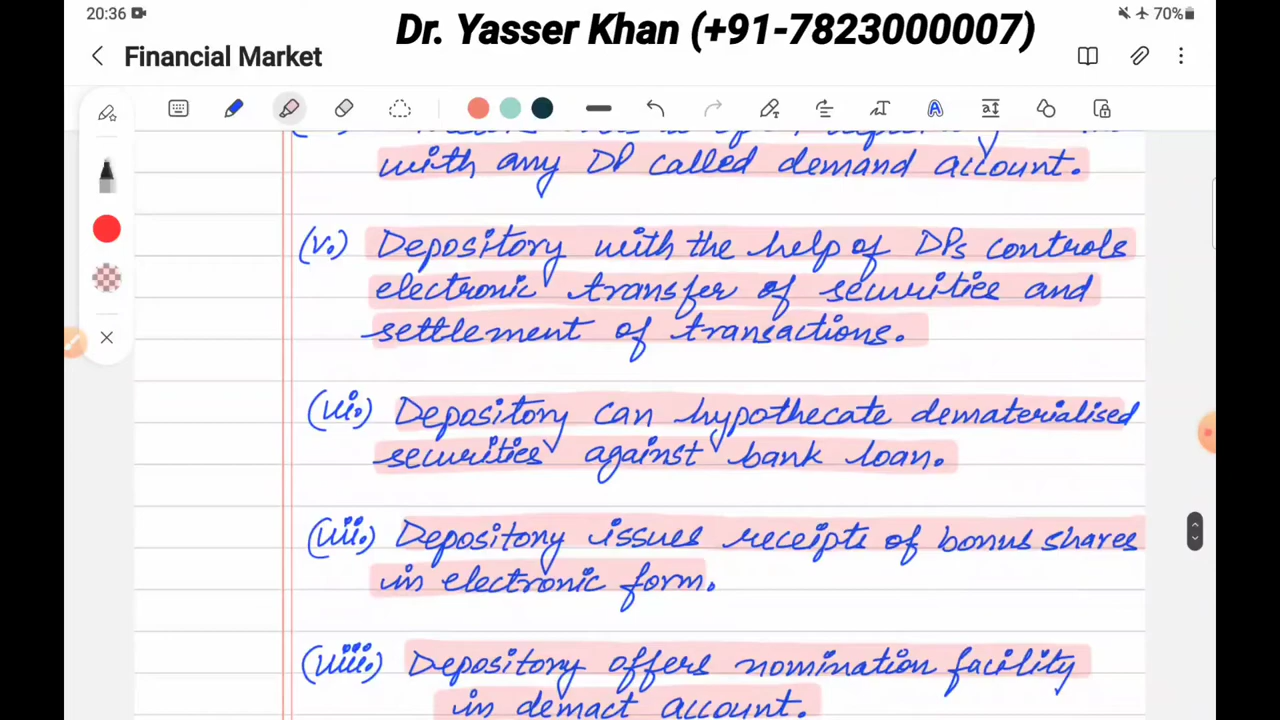 20:36
Dr. Yasser Khan (+91-7823000007)
70%
Financial Market
with any DP called demand account.
(v.) Depository with the help of DPs controls
electronic transfer of securities and
settlement of transactions.
(vi.) Depository can hypothecate dematerialised
securities against bank loan.
(vii.) Depository issues receipts of bonus shares
in electronic form.
(viii.) Depository offers nomination facility
in demact account.